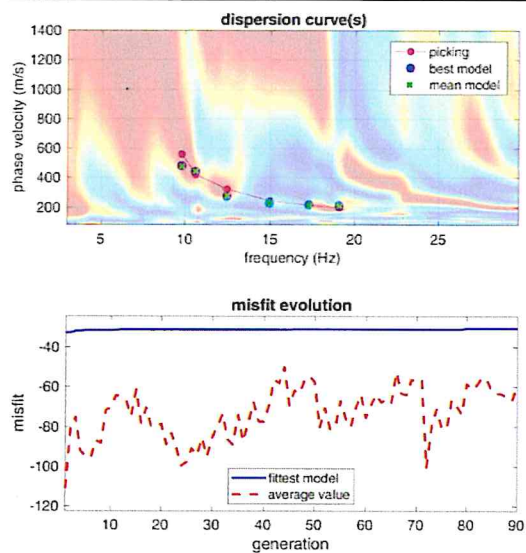 dispersion curve(s)
1400
1200
1000
800
600
400
200
phase velocity (m/s)
picking
best model
mean model
5 10 15 20 25
frequency (Hz)
misfit evolution
-40
-60
-80
-100
-120
misfit
fittest model
average value
10 20 30 40 50 60 70 80 90
generation